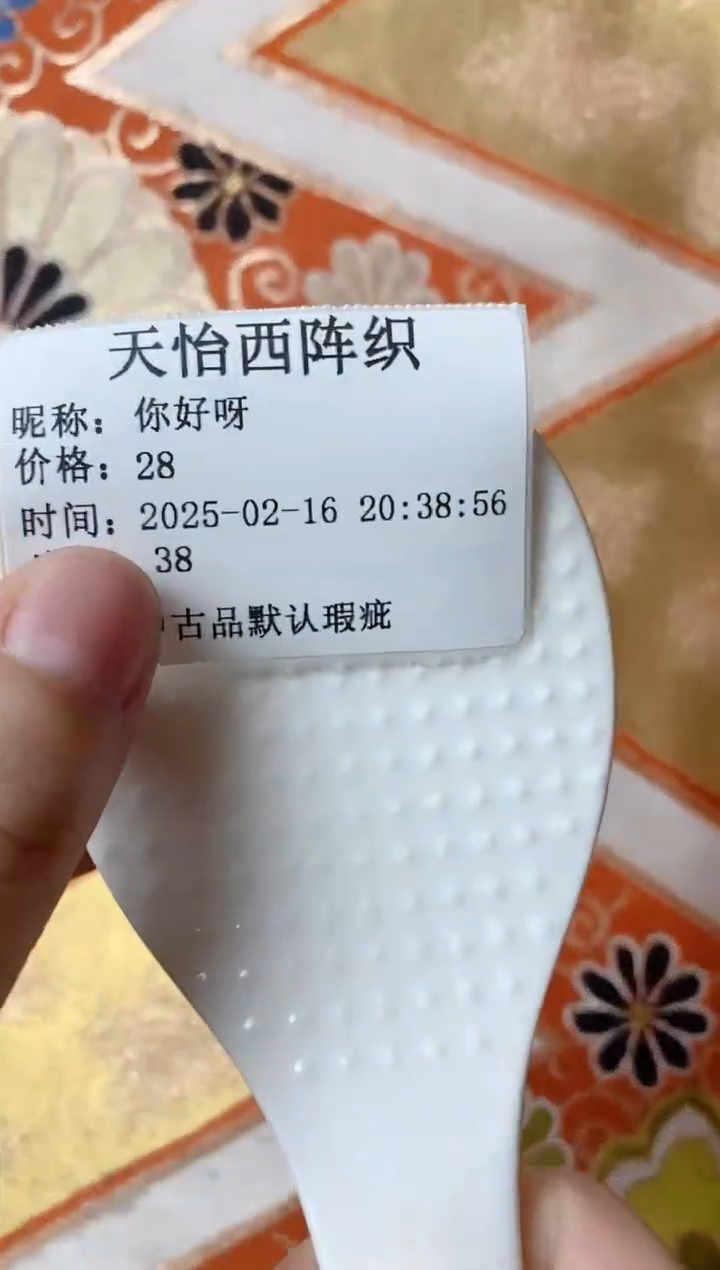 天怡西阵织
昵称：你好呀
价格：28
时间：2025-02-16 20:38:56
38
古品默认瑕疵